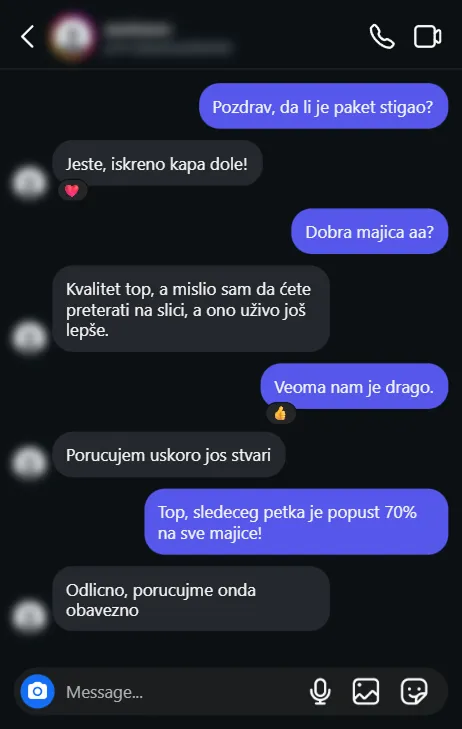 Pozdrav, da li je paket stigao?
Jeste, iskreno kapa dole!
Dobra majica aa?
Kvalitet top, a mislio sam da ćete
preterati na slici, a ono uživo još
lepše.
Veoma nam je drago.
Porucujem uskoro jos stvari
Top, sledeceg petka je popust 70%
na sve majice!
Odlicno, porucujme onda
obavezno
Message...